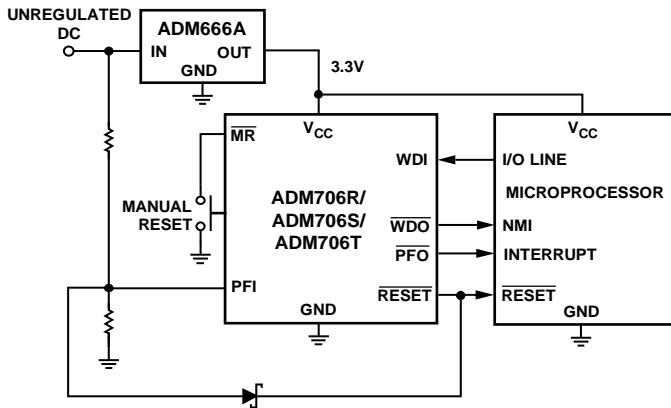 UNREGULATED
DC
ADM666A
IN OUT
GND
3.3V
VCC
MR
WDI
MANUAL
RESET
ADM706R/
ADM706S/
ADM706T
WDO
PFO
PFI
RESET
GND
VCC
I/O LINE
MICROPROCESSOR
NMI
INTERRUPT
RESET
GND